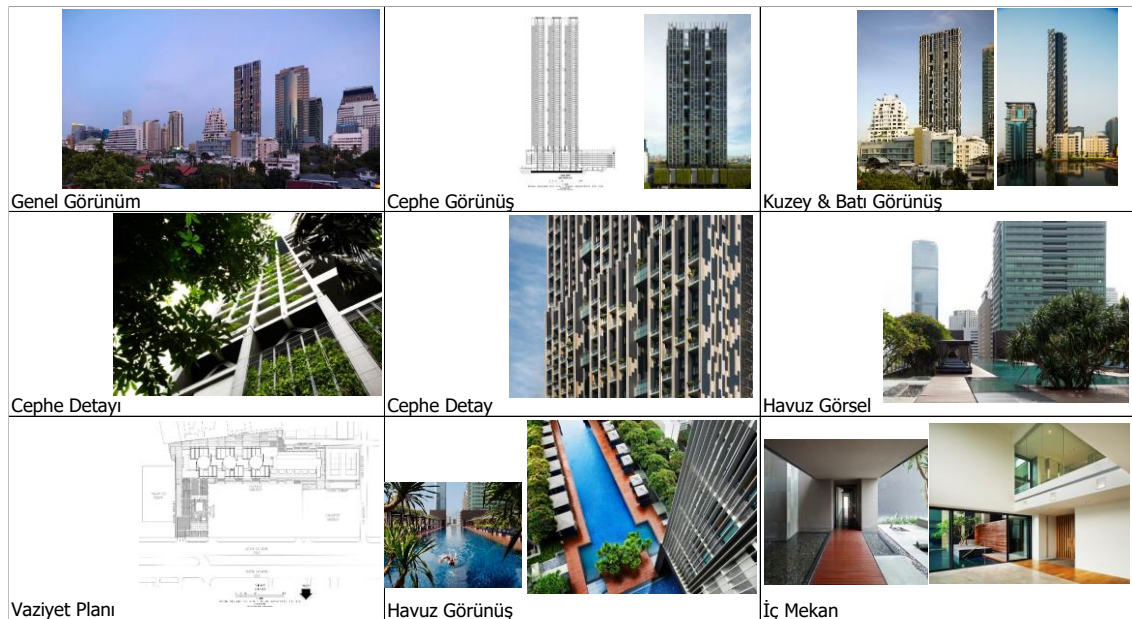 Genel Görünüm
Cephe Görünüş
Kuzey & Batı Görünüş
Cephe Detayı
Cephe Detay
Havuz Görsel
Vaziyet Planı
Havuz Görünüş
İç Mekan